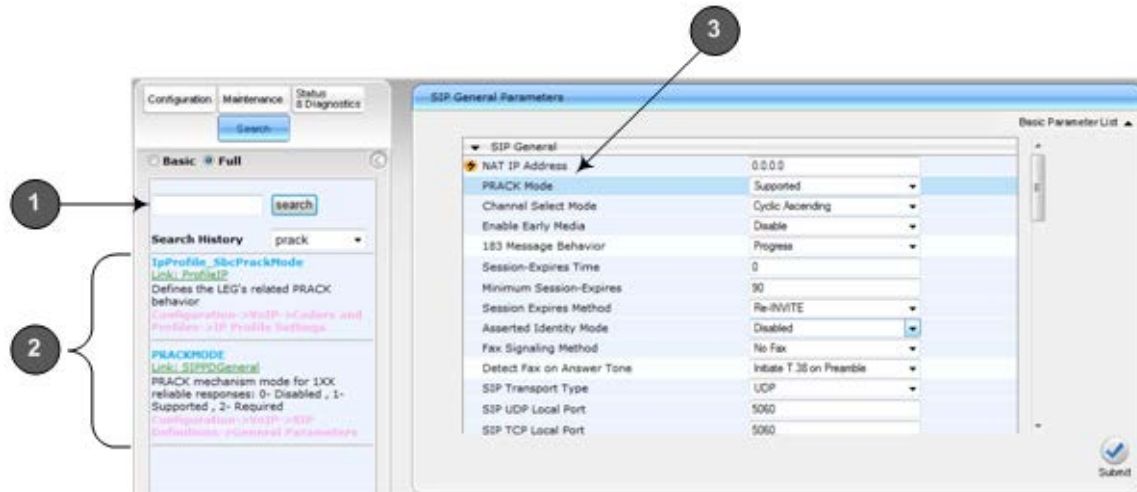 3
Configuration Maintenance Status & Diagnostics
Search
Basic Full
1
search
Search History prack
2
IpProfile_SbcPrackMode
Link: ProfileIP
Defines the LEG's related PRACK
behavior
Configuration->VoIP->Coders and
Profiles->IP Profile Settings
PRACKMODE
Link: SIPPDGeneral
PRACK mechanism mode for 1XX
reliable responses: 0- Disabled , 1-
Supported , 2- Required
Configuration->VoIP->SIP
Definitions->General Parameters
SIP General Parameters
Basic Parameter List
SIP General
NAT IP Address 0.0.0.0
PRACK Mode Supported
Channel Select Mode Cyclic Ascending
Enable Early Media Disable
183 Message Behavior Progress
Session-Expires Time 0
Minimum Session-Expires 90
Session Expires Method Re-INVITE
Asserted Identity Mode Disabled
Fax Signaling Method No Fax
Detect Fax on Answer Tone Initiate T.38 on Preamble
SIP Transport Type UDP
SIP UDP Local Port 5060
SIP TCP Local Port 5060
Submit